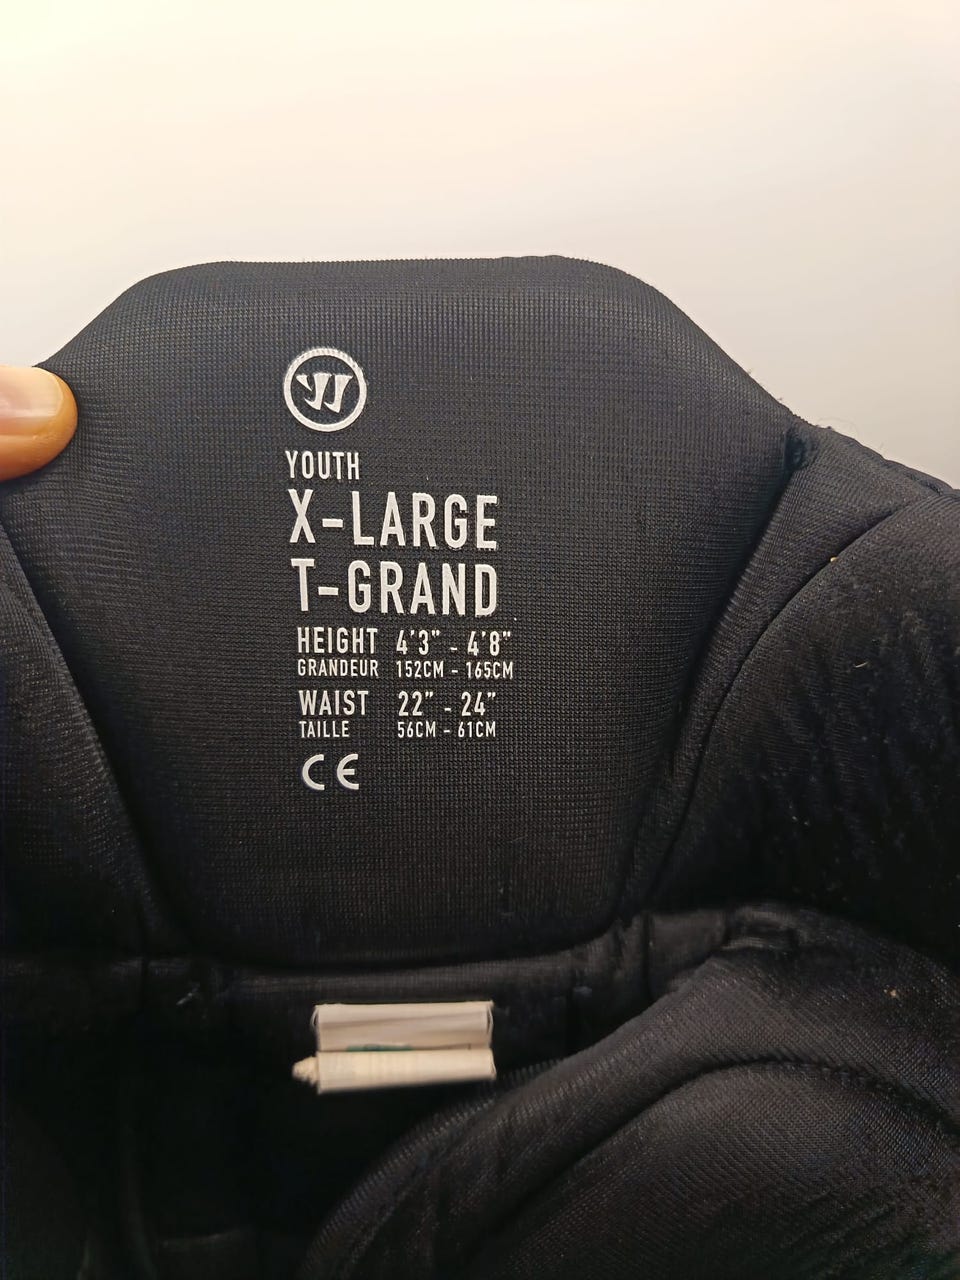 YOUTH
X-LARGE
T-GRAND
HEIGHT 4'3" - 4'8"
GRANDEUR 152CM - 165CM
WAIST 22" - 24"
TAILLE 56CM - 61CM
CE